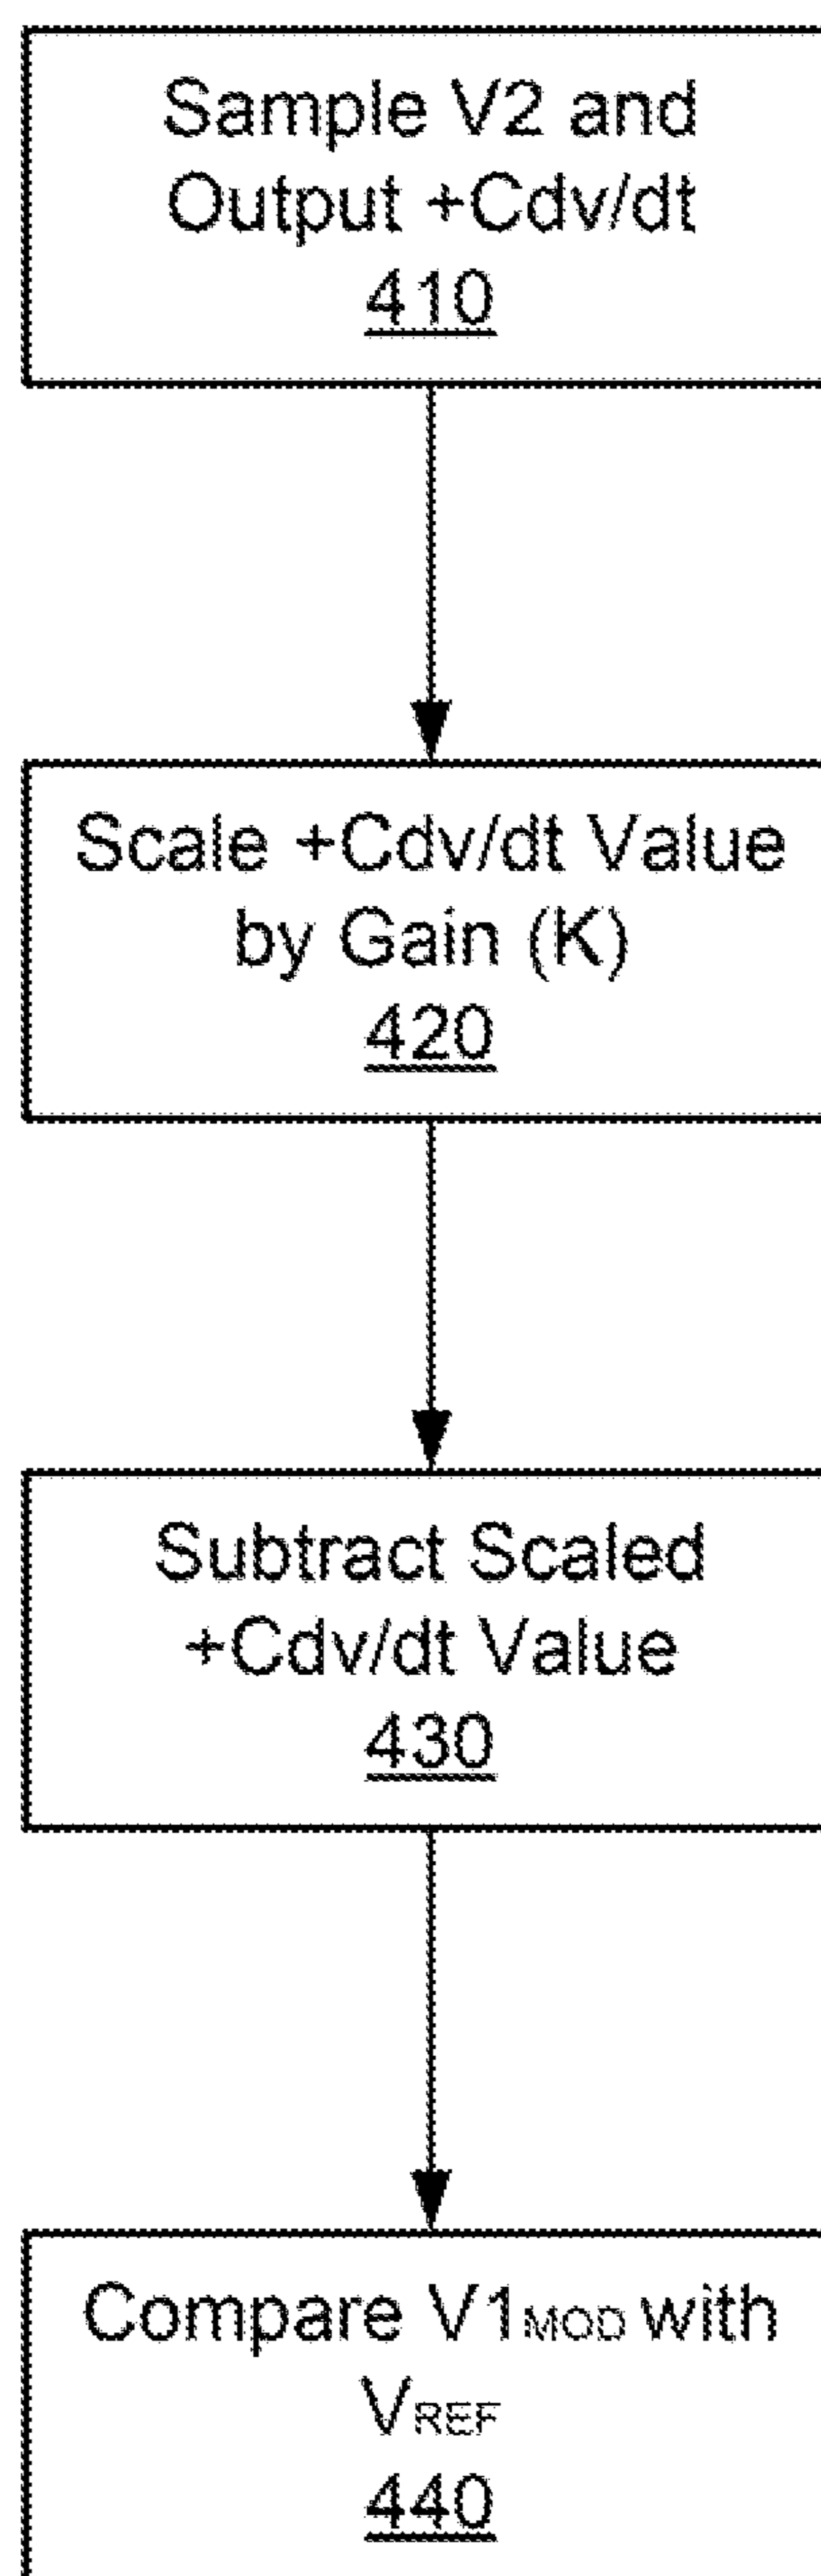 Sample V2 and
Output +Cdv/dt
410
Scale +Cdv/dt Value
by Gain (K)
420
Subtract Scaled
+Cdv/dt Value
430
Compare V1MOD with
VREF
440